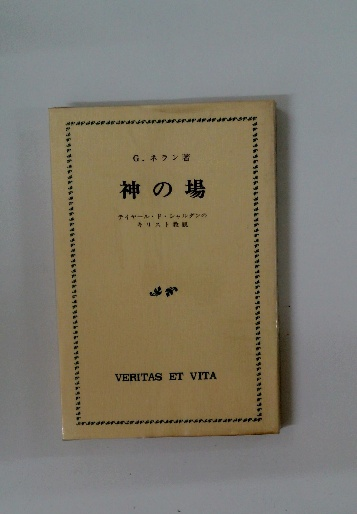 G. ネラン著
神の場
テイヤール・ド・シャルダンの
キリスト教観
VERITAS ET VITA